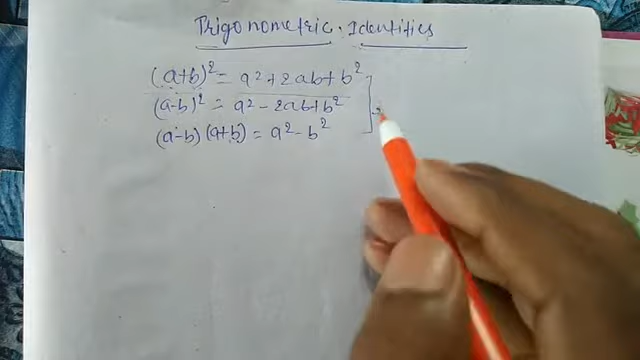 Trigonometric Identities
(a+b)² = a² + 2ab + b²
(a-b)² = a² - 2ab + b²
(a-b) (a+b) = a² - b²